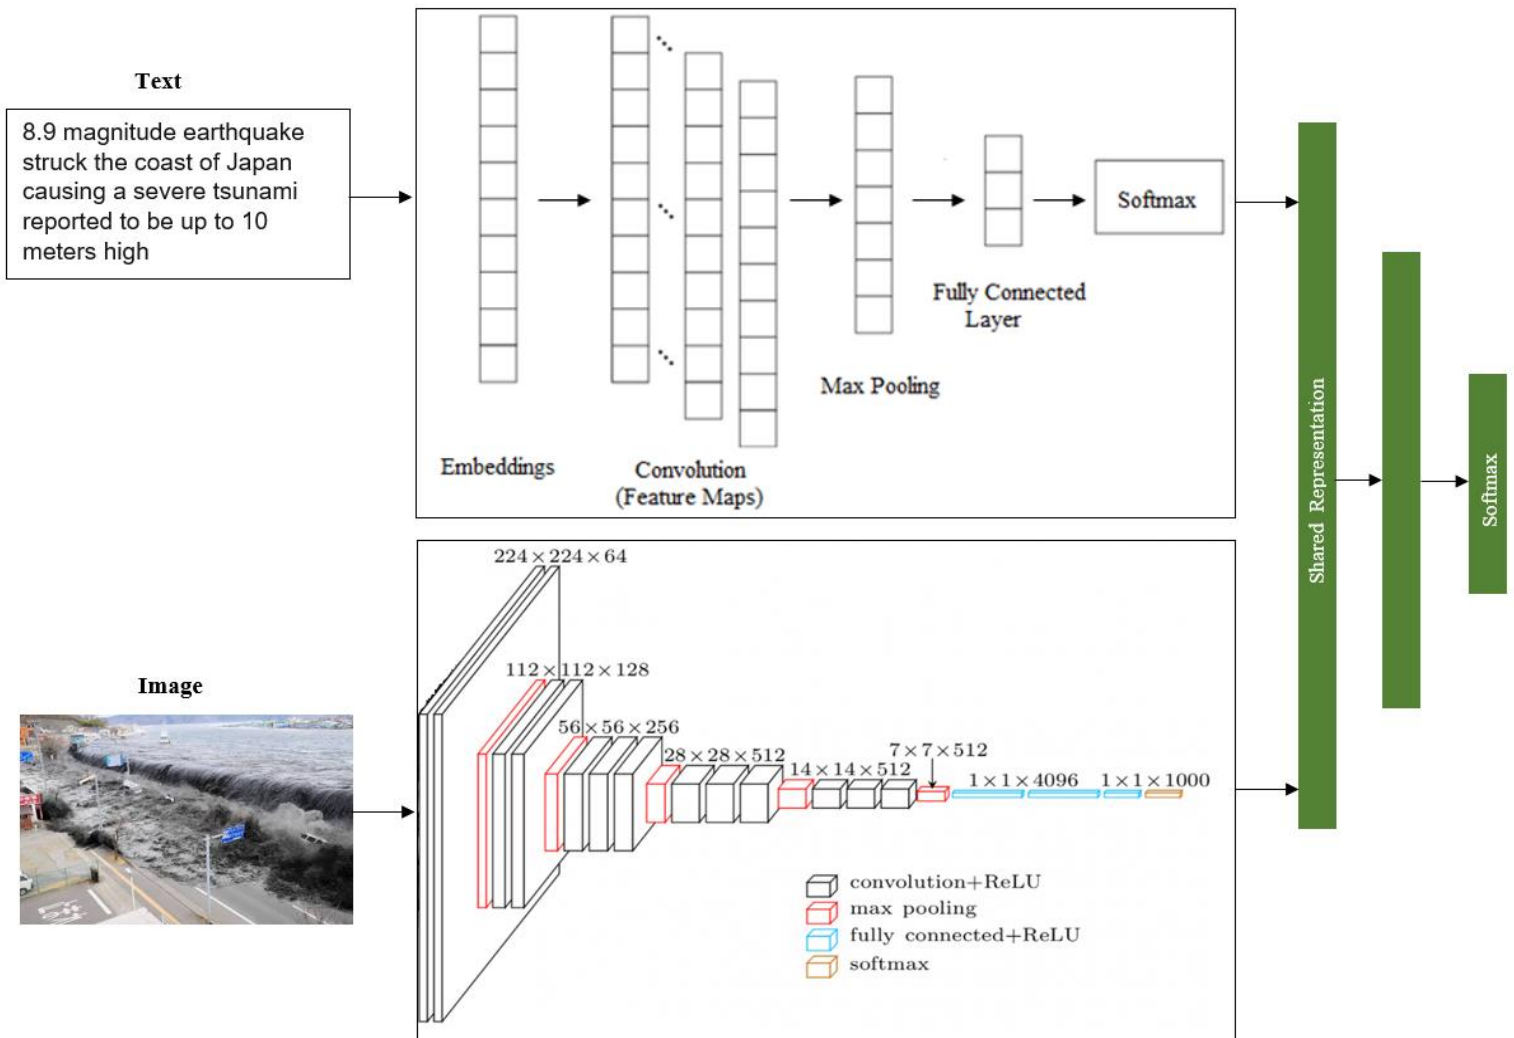 Text
8.9 magnitude earthquake
struck the coast of Japan
causing a severe tsunami
reported to be up to 10
meters high
Embeddings
Convolution
(Feature Maps)
Max Pooling
Fully Connected
Layer
Softmax
Image
224×224×64
112×112×128
56×56×256
28×28×512
14×14×512
7×7×512
1×1×4096
1×1×1000
convolution+ReLU
max pooling
fully connected+ReLU
softmax
Shared Representation
Softmax